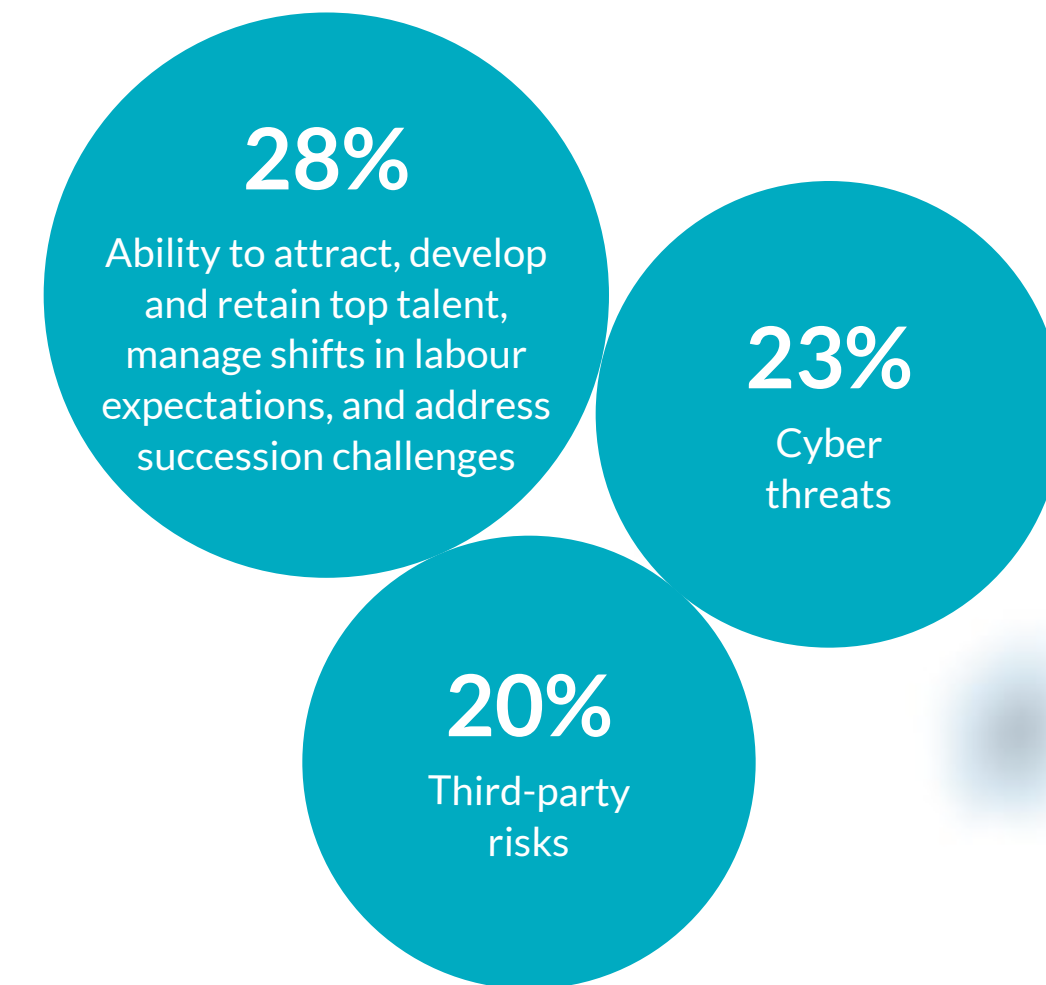 28%
Ability to attract, develop
and retain top talent,
manage shifts in labour
expectations, and address
succession challenges
23%
Cyber
threats
20%
Third-party
risks